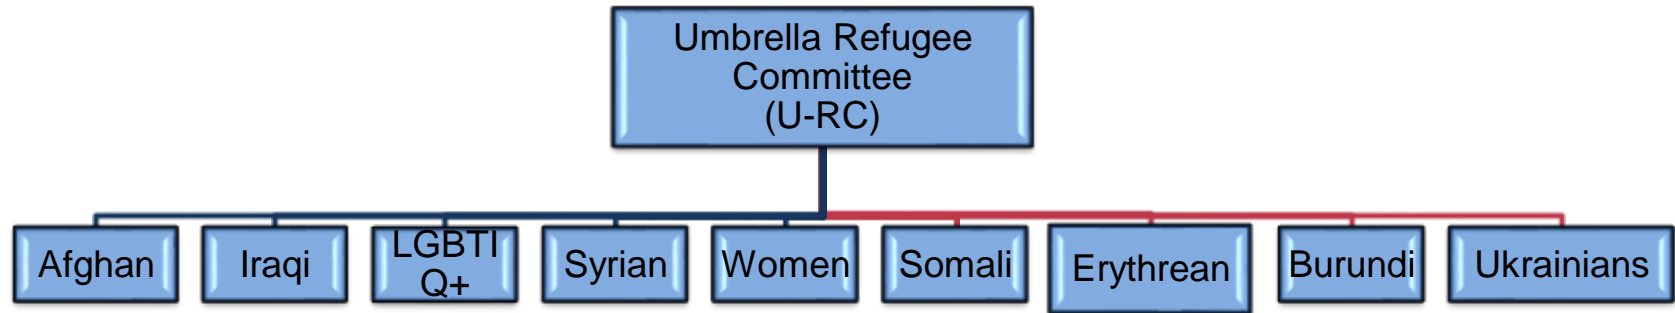 Umbrella Refugee
Committee
(U-RC)
Afghan
Iraqi
LGBTI
Q+
Syrian
Women
Somali
Erythrean
Burundi
Ukrainians